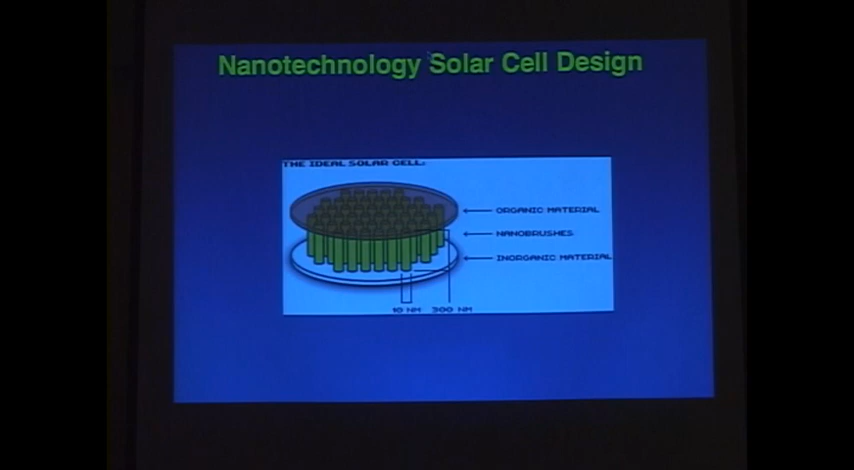 Nanotechnology Solar Cell Design
THE IDEAL SOLAR CELL:
ORGANIC MATERIAL
NANOBRUSHES
INORGANIC MATERIAL
10 NM 300 NM